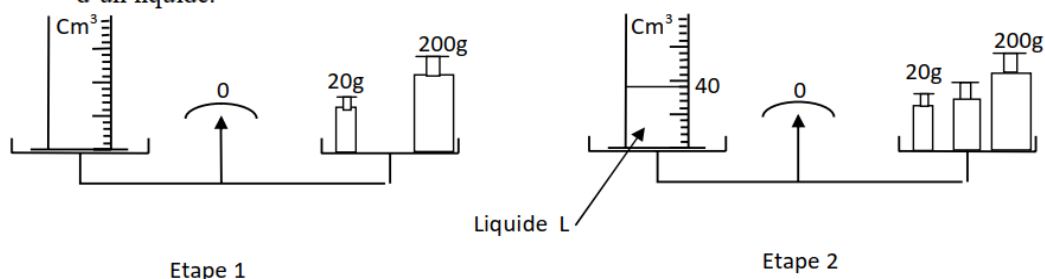 d'un liquide.
Cm³
0
20g
200g
Etape 1
Cm³
40
0
20g
200g
Liquide L
Etape 2